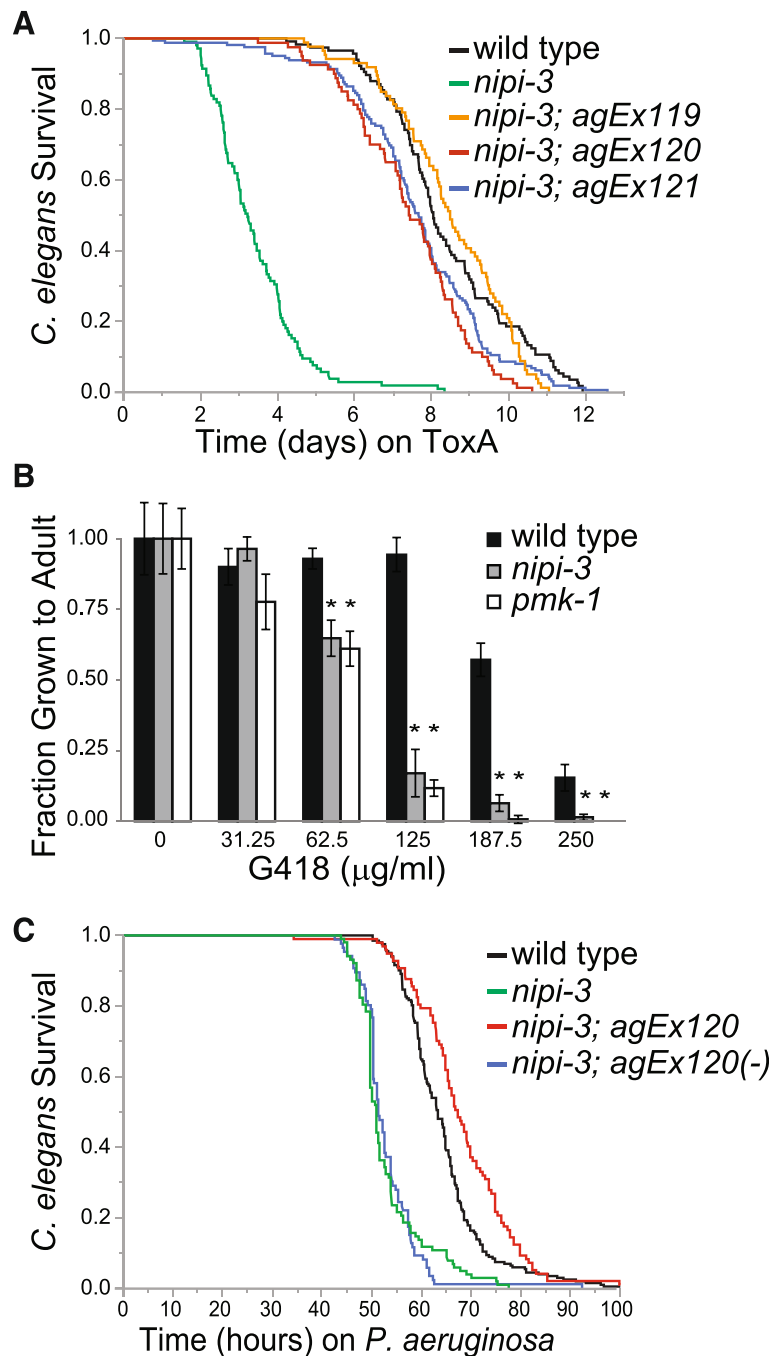 A
C. elegans Survival
1.0
0.8
0.6
0.4
0.2
0.0
wild type
nipi-3
nipi-3; agEx119
nipi-3; agEx120
nipi-3; agEx121
0 2 4 6 8 10 12
Time (days) on ToxA
B
Fraction Grown to Adult
1.00
0.75
0.50
0.25
0.00
wild type
nipi-3
pmk-1
* *
* *
* *
* *
0 31.25 62.5 125 187.5 250
G418 (μg/ml)
C
C. elegans Survival
1.0
0.8
0.6
0.4
0.2
0.0
wild type
nipi-3
nipi-3; agEx120
nipi-3; agEx120(-)
0 10 20 30 40 50 60 70 80 90 100
Time (hours) on P. aeruginosa